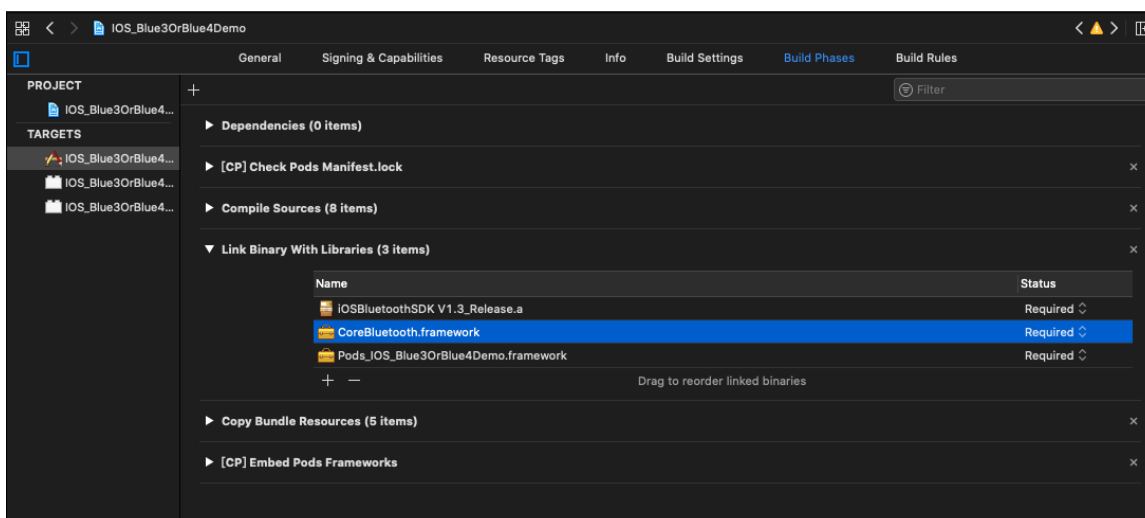 IOS_Blue3OrBlue4Demo
General Signing & Capabilities Resource Tags Info Build Settings Build Phases Build Rules
PROJECT
IOS_Blue3OrBlue4...
TARGETS
IOS_Blue3OrBlue4...
IOS_Blue3OrBlue4...
IOS_Blue3OrBlue4...
Filter
Dependencies (0 items)
[CP] Check Pods Manifest.lock
Compile Sources (8 items)
Link Binary With Libraries (3 items)
Name Status
iOSBluetoothSDK V1.3_Release.a Required
CoreBluetooth.framework Required
Pods_IOS_Blue3OrBlue4Demo.framework Required
Drag to reorder linked binaries
Copy Bundle Resources (5 items)
[CP] Embed Pods Frameworks